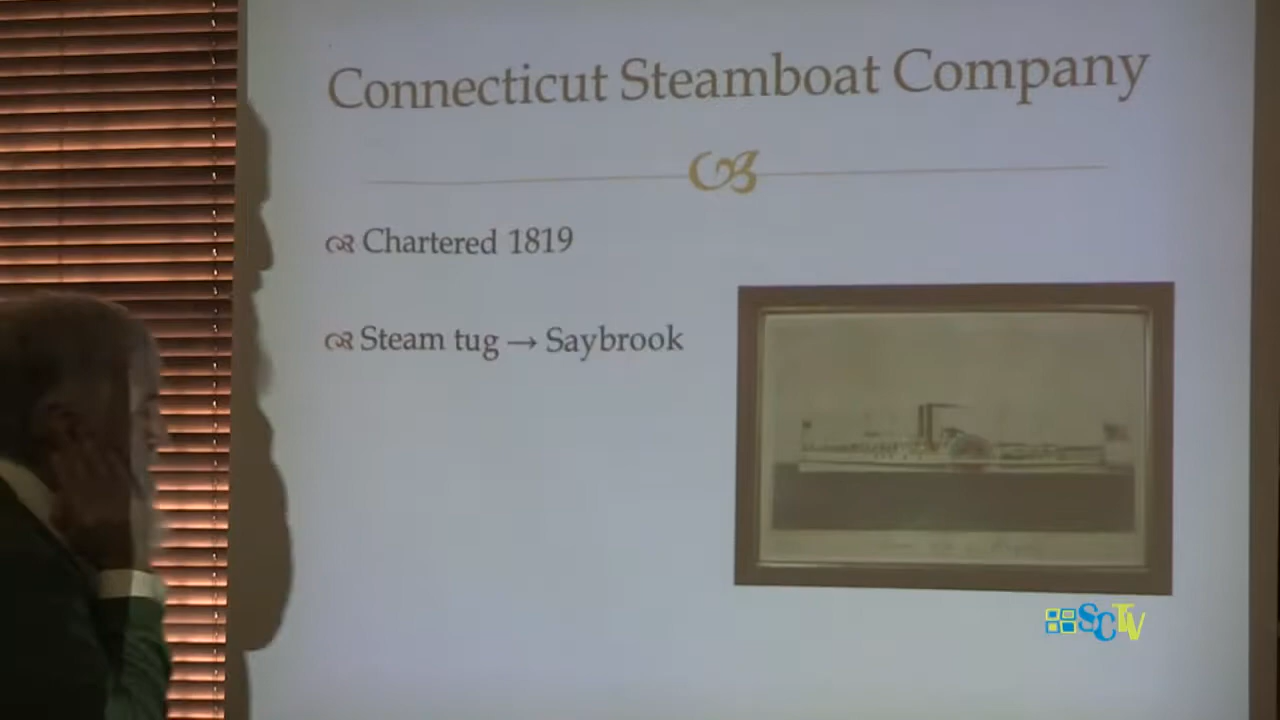 Connecticut Steamboat Company
Chartered 1819
Steam tug → Saybrook
SCTV